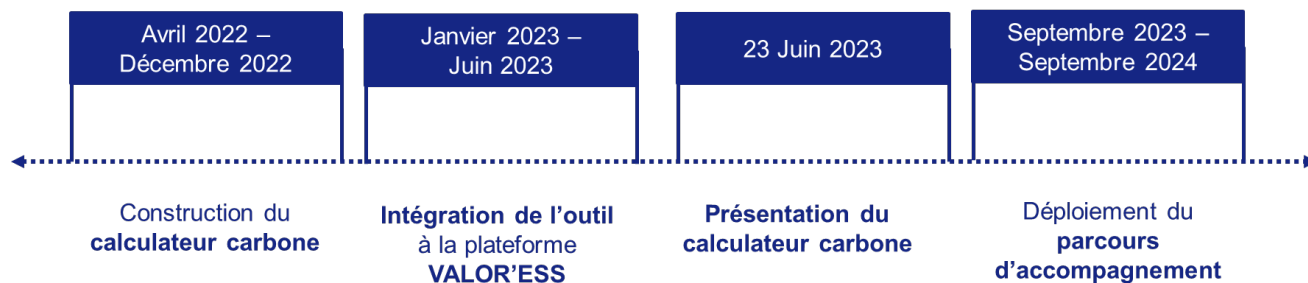 Avril 2022 –
Décembre 2022
Janvier 2023 –
Juin 2023
23 Juin 2023
Septembre 2023 –
Septembre 2024
Construction du
calculateur carbone
Intégration de l’outil
à la plateforme
VALOR’ESS
Présentation du
calculateur carbone
Déploiement du
parcours
d’accompagnement